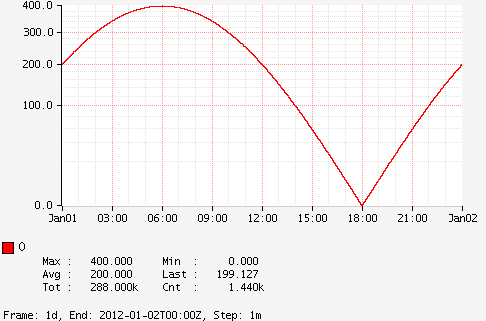 400.0
300.0
200.0
100.0
0.0
Jan01 03:00 06:00 09:00 12:00 15:00 18:00 21:00 Jan02
0
Max : 400.000 Min : 0.000
Avg : 200.000 Last : 199.127
Tot : 288.000k Cnt : 1.440k
Frame: 1d, End: 2012-01-02T00:00Z, Step: 1m